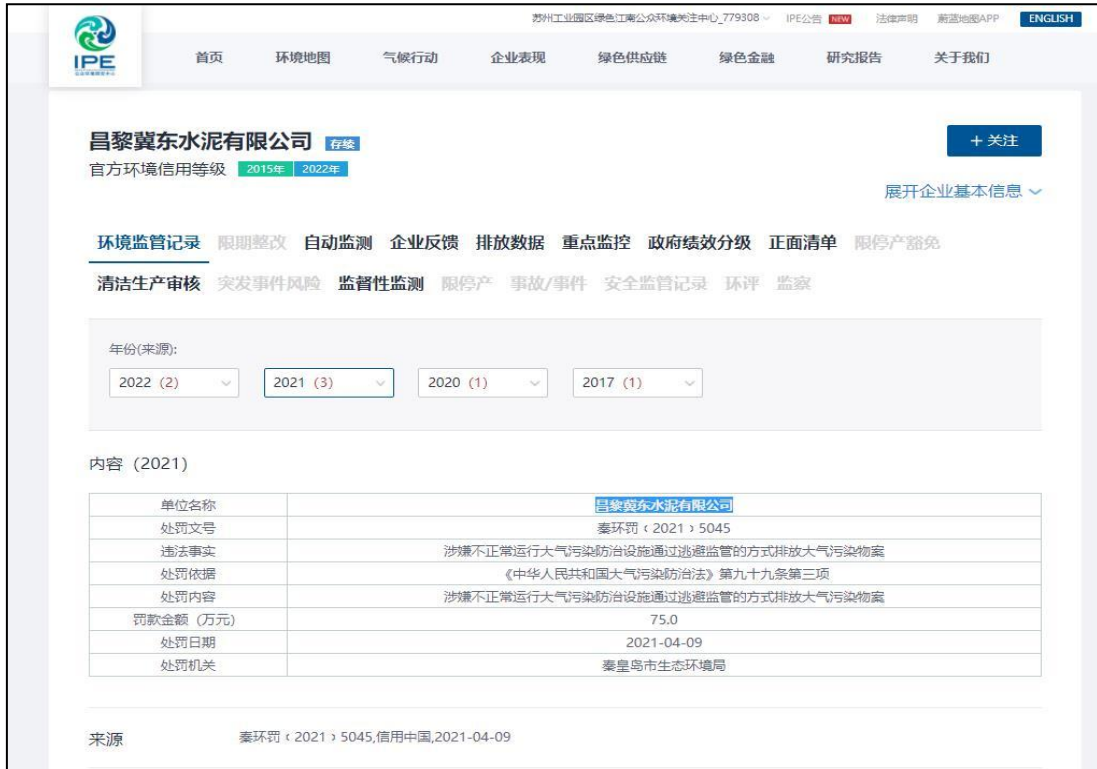 苏州工业园区绿色江南公众环境关注中心_779308 IPE公告 NEW 法律声明 蔚蓝地图APP ENGLISH
IPE
首页 环境地图 气候行动 企业表现 绿色供应链 绿色金融 研究报告 关于我们
昌黎冀东水泥有限公司 存续
+ 关注
官方环境信用等级 2015年 2022年
展开企业基本信息
环境监管记录 限期整改 自动监测 企业反馈 排放数据 重点监控 政府绩效分级 正面清单 限停产豁免
清洁生产审核 突发事件风险 监督性监测 限停产 事故/事件 安全监管记录 环评 监察
年份(来源):
2022 (2) 2021 (3) 2020 (1) 2017 (1)
内容 (2021)
单位名称 昌黎冀东水泥有限公司
处罚文号 秦环罚﹝2021﹞5045
违法事实 涉嫌不正常运行大气污染防治设施通过逃避监管的方式排放大气污染物案
处罚依据 《中华人民共和国大气污染防治法》第九十九条第三项
处罚内容 涉嫌不正常运行大气污染防治设施通过逃避监管的方式排放大气污染物案
罚款金额 (万元) 75.0
处罚日期 2021-04-09
处罚机关 秦皇岛市生态环境局
来源 秦环罚﹝2021﹞5045,信用中国,2021-04-09